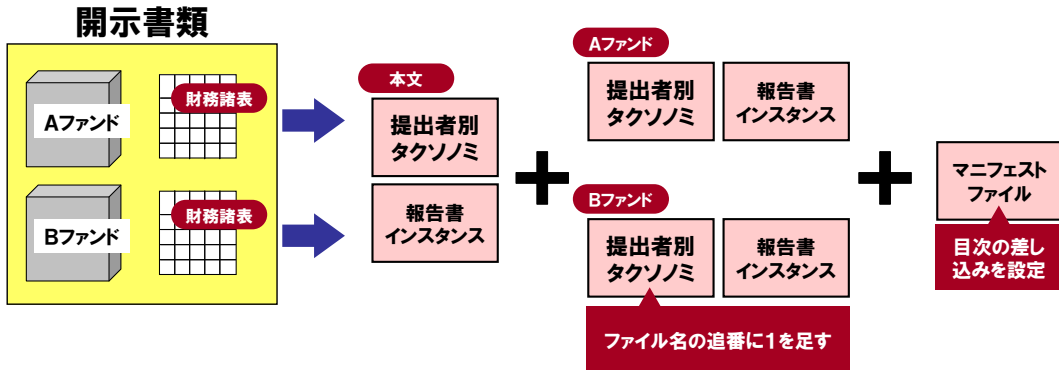 開示書類
Aファンド
財務諸表
Bファンド
財務諸表
本文
提出者別
タクソノミ
報告書
インスタンス
Aファンド
提出者別
タクソノミ
報告書
インスタンス
Bファンド
提出者別
タクソノミ
報告書
インスタンス
ファイル名の追番に1を足す
マニフェスト
ファイル
目次の差し
込みを設定